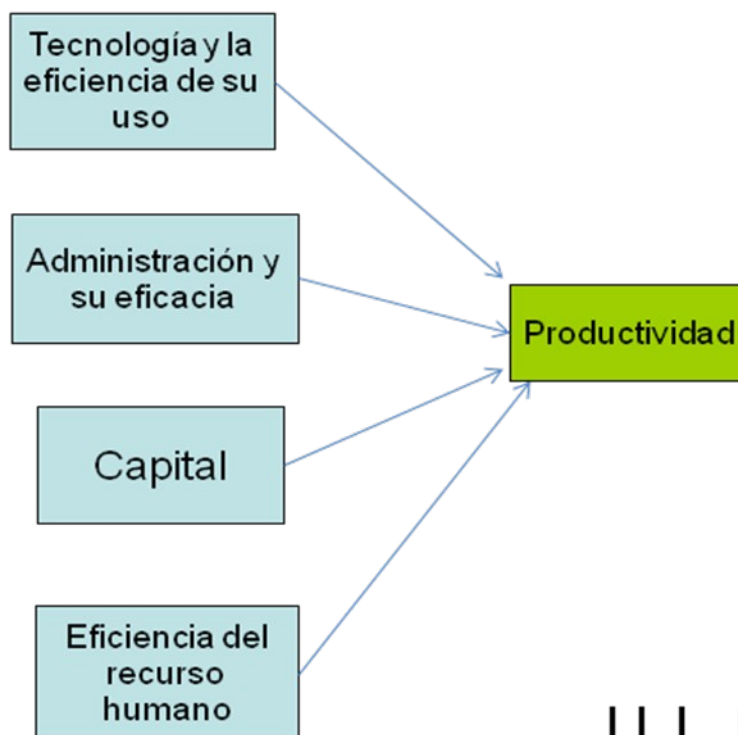 Tecnología y la
eficiencia de su
uso
Administración y
su eficacia
Productividad
Capital
Eficiencia del
recurso
humano